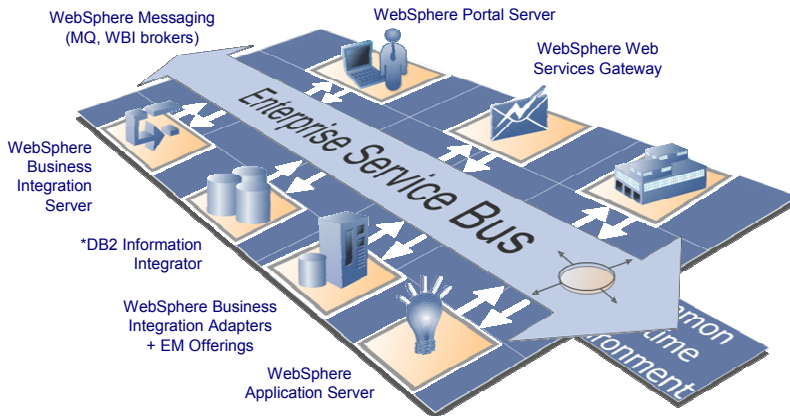 WebSphere Messaging
(MQ, WBI brokers)
WebSphere Portal Server
WebSphere Web
Services Gateway
Enterprise Service Bus
WebSphere
Business
Integration
Server
*DB2 Information
Integrator
WebSphere Business
Integration Adapters
+ EM Offerings
WebSphere
Application Server